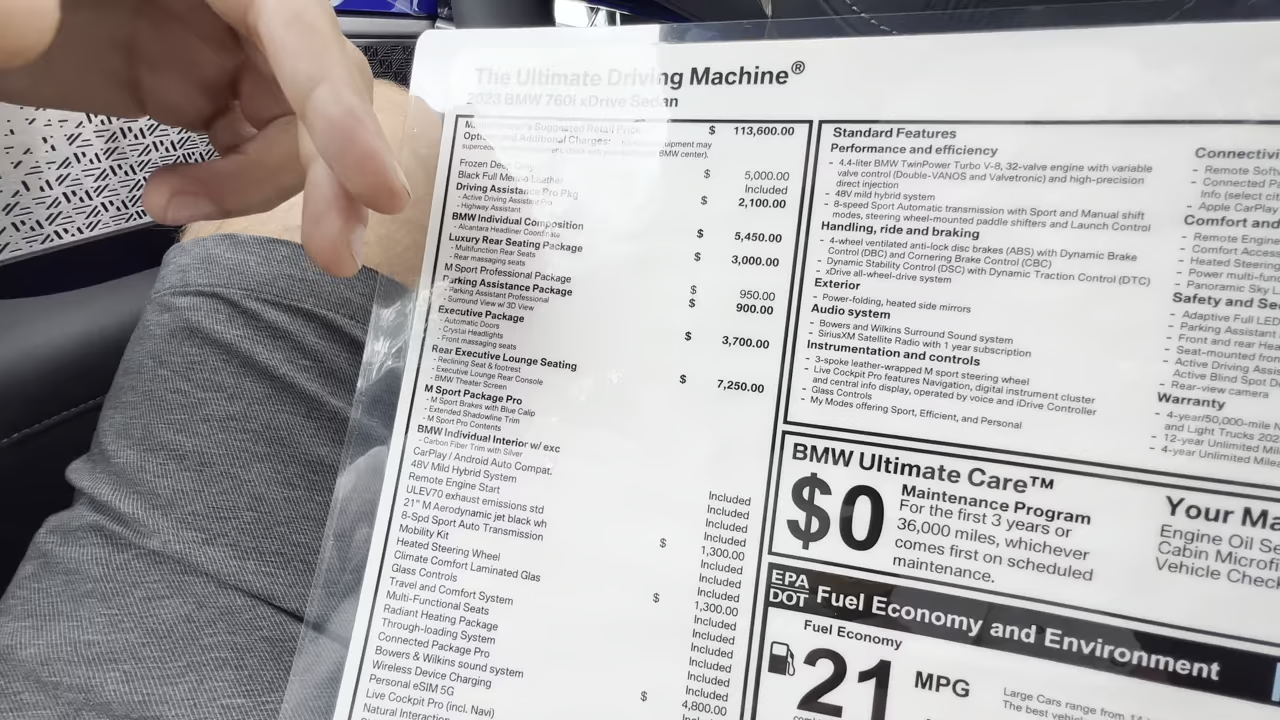 The Ultimate Driving Machine®
2023 BMW 760i xDrive Sedan
Suggested Retail Price $ 113,600.00
Additional Charges: equipment may
BMW center).
Frozen Deep Grey $ 5,000.00
Black Full Merino Leather Included
Driving Assistance Pro Pkg $ 2,100.00
- Active Driving Assistant Pro
- Highway Assistant
BMW Individual Composition $ 5,450.00
- Alcantara Headliner Coordinate
Luxury Rear Seating Package $ 3,000.00
- Multifunction Rear Seats
- Rear massaging seats
M Sport Professional Package $ 950.00
Parking Assistance Package $ 900.00
- Parking Assistant Professional
- Surround View w/ 3D View
Executive Package $ 3,700.00
- Automatic Doors
- Crystal Headlights
- Front massaging seats
Rear Executive Lounge Seating $ 7,250.00
- Reclining Seat & footrest
- Executive Lounge Rear Console
- BMW Theater Screen
M Sport Package Pro
- M Sport Brakes with Blue Calip
- Extended Shadowline Trim
- M Sport Pro Contents
BMW Individual Interior w/ exc
- Carbon Fiber Trim with Silver
CarPlay / Android Auto Compat. Included
48V Mild Hybrid System Included
Remote Engine Start Included
ULEV70 exhaust emissions std Included
21" M Aerodynamic jet black wh $ 1,300.00
8-Spd Sport Auto Transmission Included
Mobility Kit Included
Heated Steering Wheel Included
Climate Comfort Laminated Glas $ 1,300.00
Glass Controls Included
Travel and Comfort System Included
Multi-Functional Seats Included
Radiant Heating Package Included
Through-loading System Included
Connected Package Pro Included
Bowers & Wilkins sound system $ 4,800.00
Wireless Device Charging
Personal eSIM 5G
Live Cockpit Pro (incl. Navi)
Natural Interaction
Standard Features
Performance and efficiency
- 4.4-liter BMW TwinPower Turbo V-8, 32-valve engine with variable
valve control (Double-VANOS and Valvetronic) and high-precision
direct injection
- 48V mild hybrid system
- 8-speed Sport Automatic transmission with Sport and Manual shift
modes, steering wheel-mounted paddle shifters and Launch Control
Handling, ride and braking
- 4-wheel ventilated anti-lock disc brakes (ABS) with Dynamic Brake
Control (DBC) and Cornering Brake Control (CBC)
- Dynamic Stability Control (DSC) with Dynamic Traction Control (DTC)
- xDrive all-wheel-drive system
Exterior
- Power-folding, heated side mirrors
Audio system
- Bowers and Wilkins Surround Sound system
- SiriusXM Satellite Radio with 1 year subscription
Instrumentation and controls
- 3-spoke leather-wrapped M sport steering wheel
- Live Cockpit Pro features Navigation, digital instrument cluster
and central info display, operated by voice and iDrive Controller
- Glass Controls
- My Modes offering Sport, Efficient, and Personal
Connectivi
- Remote Softw
- Connected Pa
Info (select cit
- Apple CarPlay
Comfort and
- Remote Engine
- Comfort Access
- Heated Steering
- Power multi-fun
- Panoramic Sky L
Safety and Se
- Adaptive Full LED
- Parking Assistant
- Front and rear Hea
- Seat-mounted fron
- Active Driving Assis
Active Blind Spot D
- Rear-view camera
Warranty
- 4-year/50,000-mile N
and Light Trucks 202
- 12-year Unlimited Mil
- 4-year Unlimited Milea
BMW Ultimate Care™
$0
Maintenance Program
For the first 3 years or
36,000 miles, whichever
comes first on scheduled
maintenance.
Your Ma
Engine Oil Se
Cabin Microfi
Vehicle Check
EPA
DOT
Fuel Economy and Environment
Fuel Economy
21 MPG
Large Cars range from 14
The best vehic